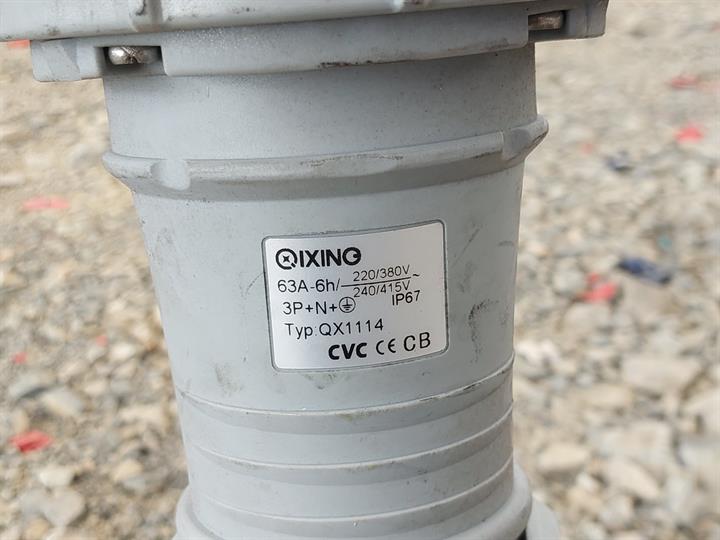 QIXING
63A-6h/ 220/380V
240/415V ~
3P+N+⏚ IP67
Typ:QX1114
CVC CE CB